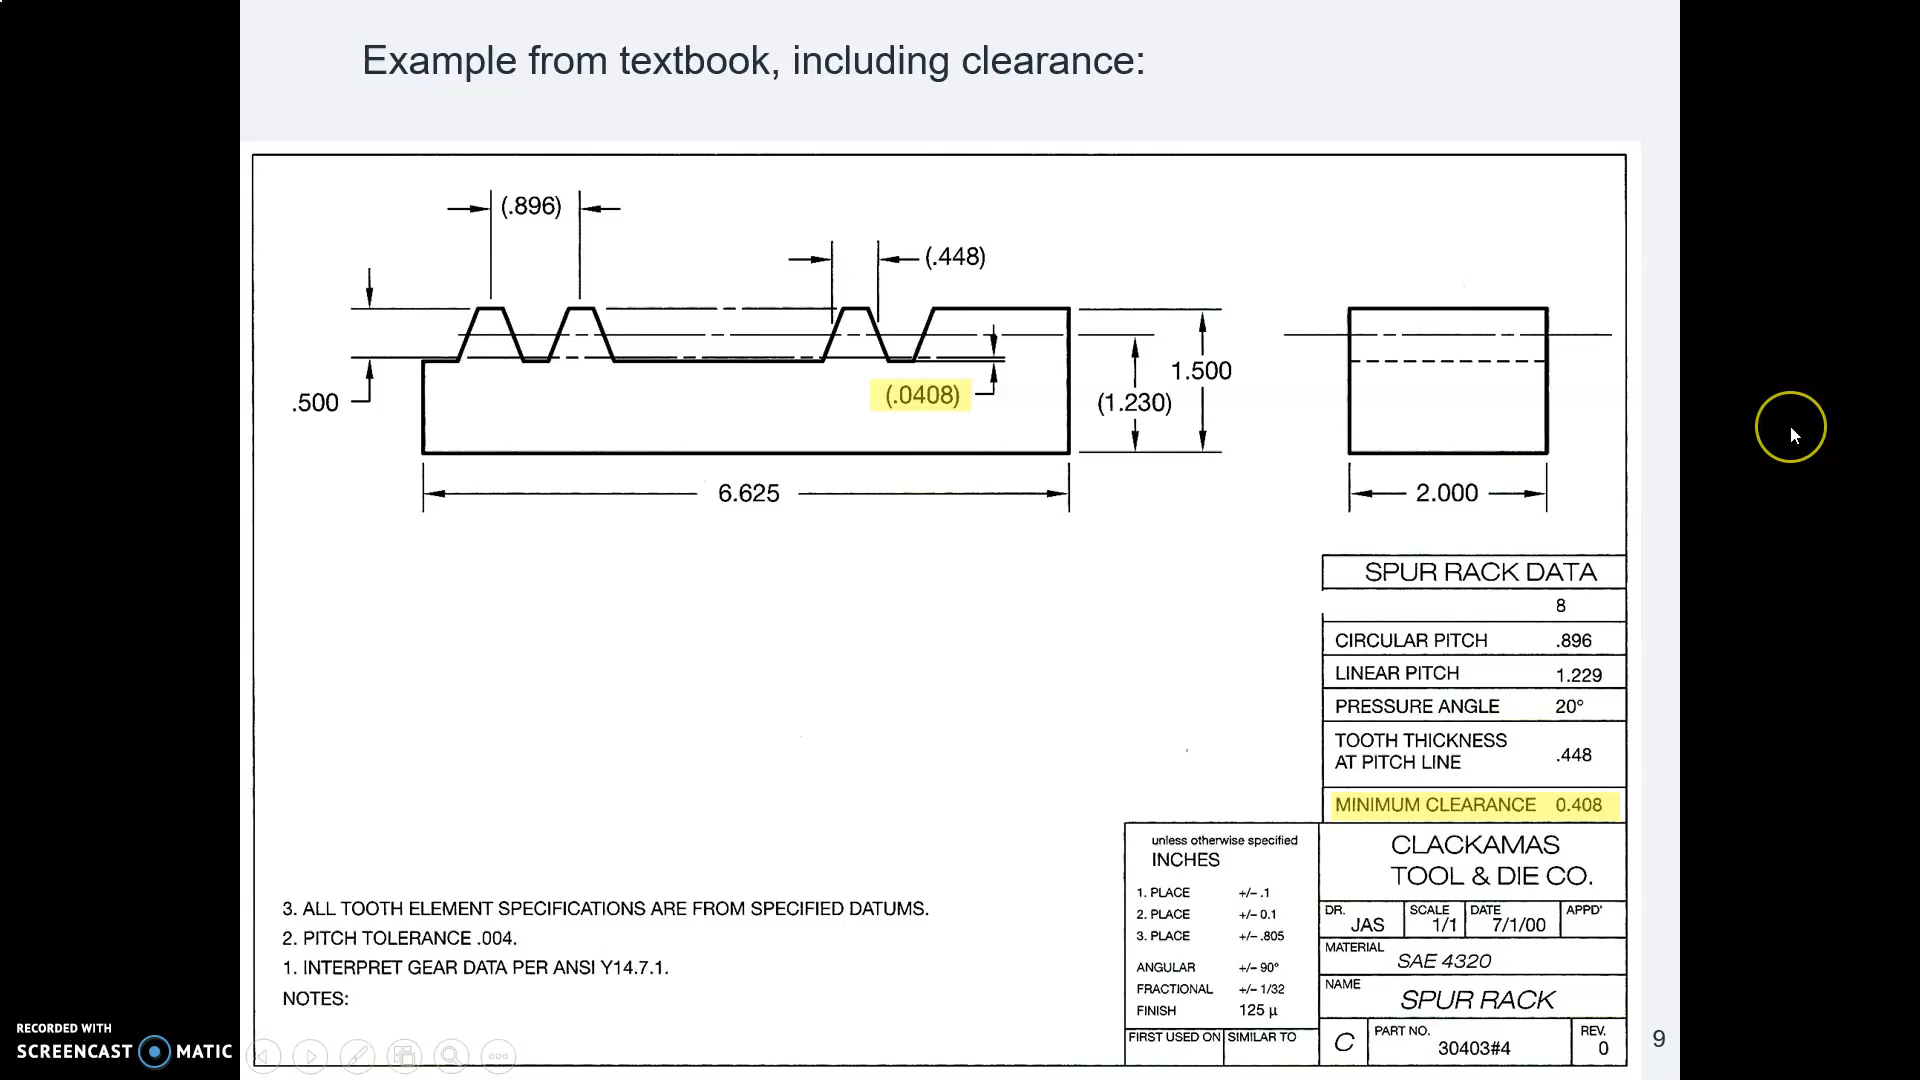 Example from textbook, including clearance:
(.896)
(.448)
.500
(.0408)
(1.230)
1.500
6.625
2.000
SPUR RACK DATA
8
CIRCULAR PITCH .896
LINEAR PITCH 1.229
PRESSURE ANGLE 20°
TOOTH THICKNESS
AT PITCH LINE .448
MINIMUM CLEARANCE 0.408
unless otherwise specified
INCHES
1. PLACE +/- .1
2. PLACE +/- 0.1
3. PLACE +/- .805
ANGULAR +/- 90°
FRACTIONAL +/- 1/32
FINISH 125 µ
FIRST USED ON SIMILAR TO
CLACKAMAS
TOOL & DIE CO.
DR. JAS SCALE 1/1 DATE 7/1/00 APPD'
MATERIAL SAE 4320
NAME SPUR RACK
C PART NO. 30403#4 REV. 0
3. ALL TOOTH ELEMENT SPECIFICATIONS ARE FROM SPECIFIED DATUMS.
2. PITCH TOLERANCE .004.
1. INTERPRET GEAR DATA PER ANSI Y14.7.1.
NOTES:
9
RECORDED WITH
SCREENCAST MATIC